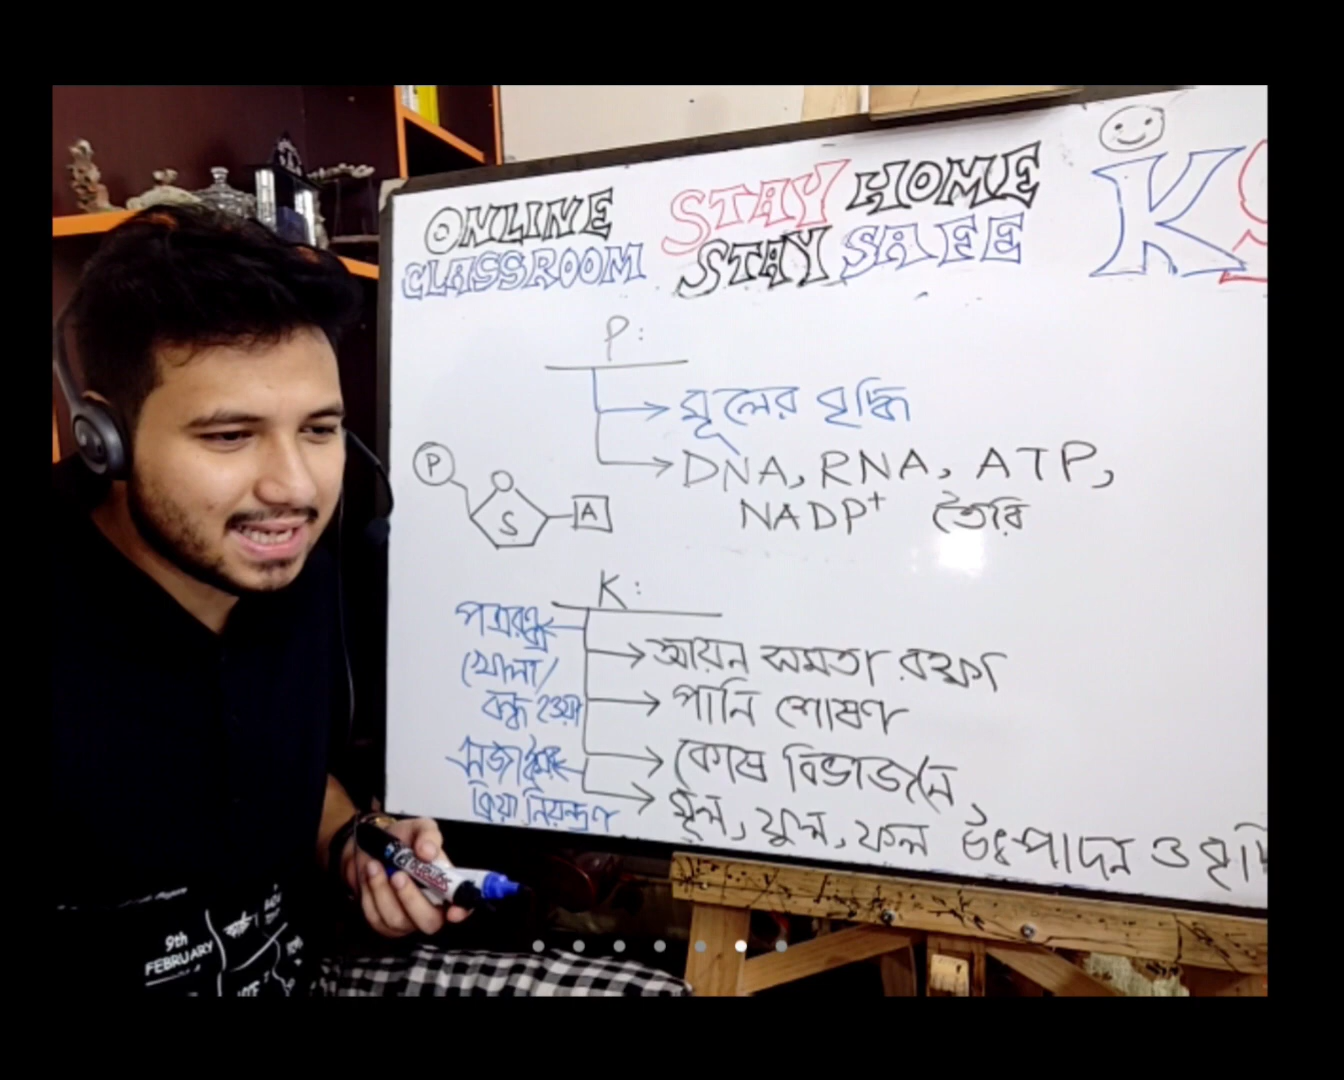 ONLINE
CLASSROOM
STAY HOME
STAY SAFE
K
P:
মূলের বৃদ্ধি
DNA, RNA, ATP,
NADP+ তৈরি
P
S
A
K:
পত্ররন্ধ্র
খোলা/
বন্ধ হওয়া
আয়ন সমতা রক্ষা
পানি শোষণ
কোষ বিভাজন,
মূল, ফুল, ফল উৎপাদন ও বৃদ্ধি
ক্রিয়া নিয়ন্ত্রণ
9th
FEBRUARY